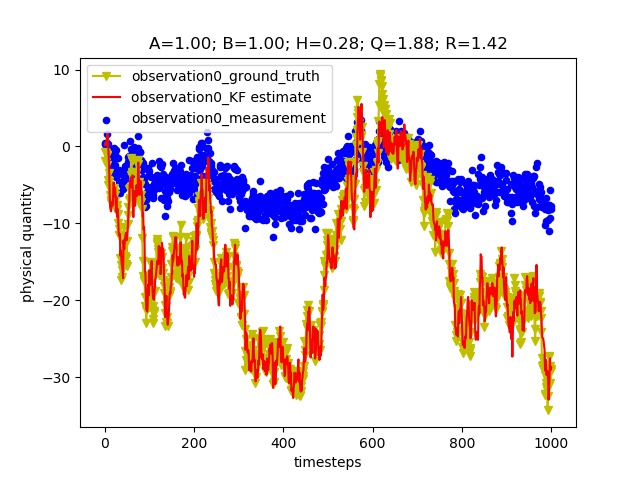 A=1.00; B=1.00; H=0.28; Q=1.88; R=1.42
observation0_ground_truth
observation0_KF estimate
observation0_measurement
10
0
−10
−20
−30
physical quantity
0 200 400 600 800 1000
timesteps